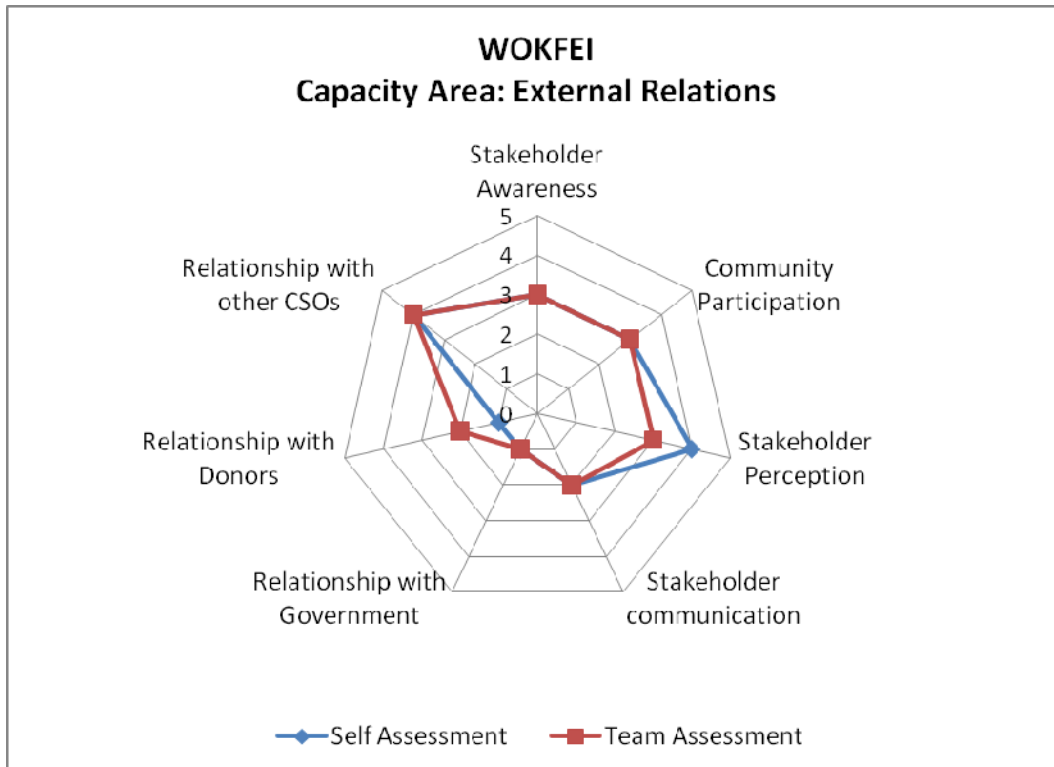 WOKFEI
Capacity Area: External Relations
Stakeholder
Awareness
5
4
3
2
1
0
Community
Participation
Stakeholder
Perception
Stakeholder
communication
Relationship with
Government
Relationship with
Donors
Relationship with
other CSOs
Self Assessment
Team Assessment